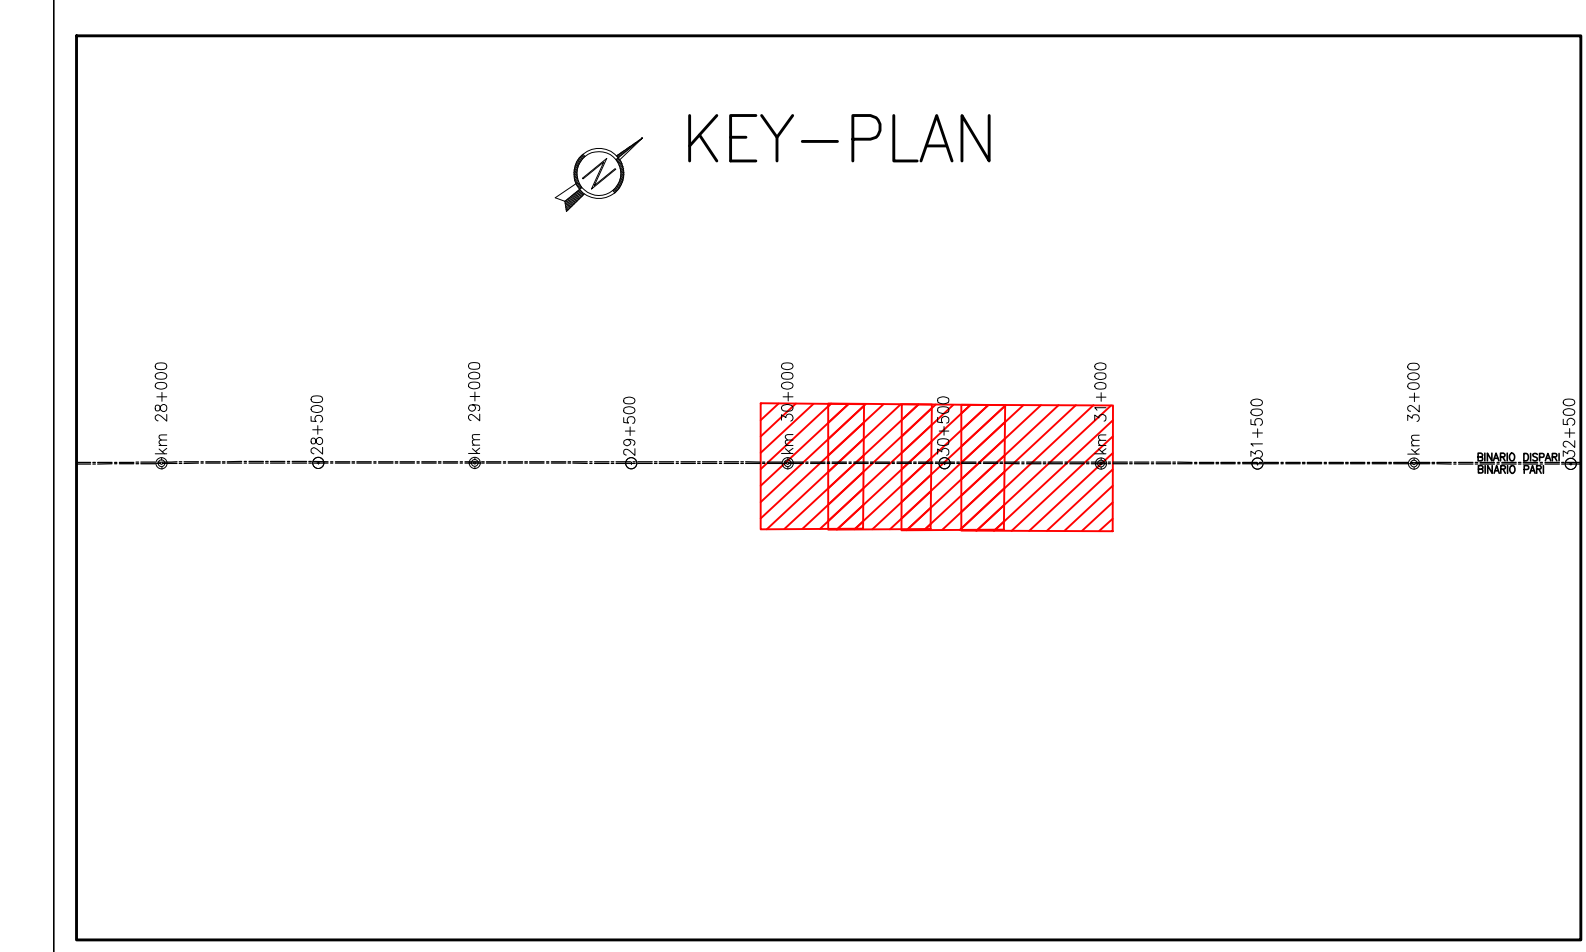 KEY-PLAN
N
km 28+000
28+500
km 29+000
29+500
km 30+000
30+500
km 31+000
31+500
km 32+000
32+500
BINARIO DISPARI
BINARIO PARI